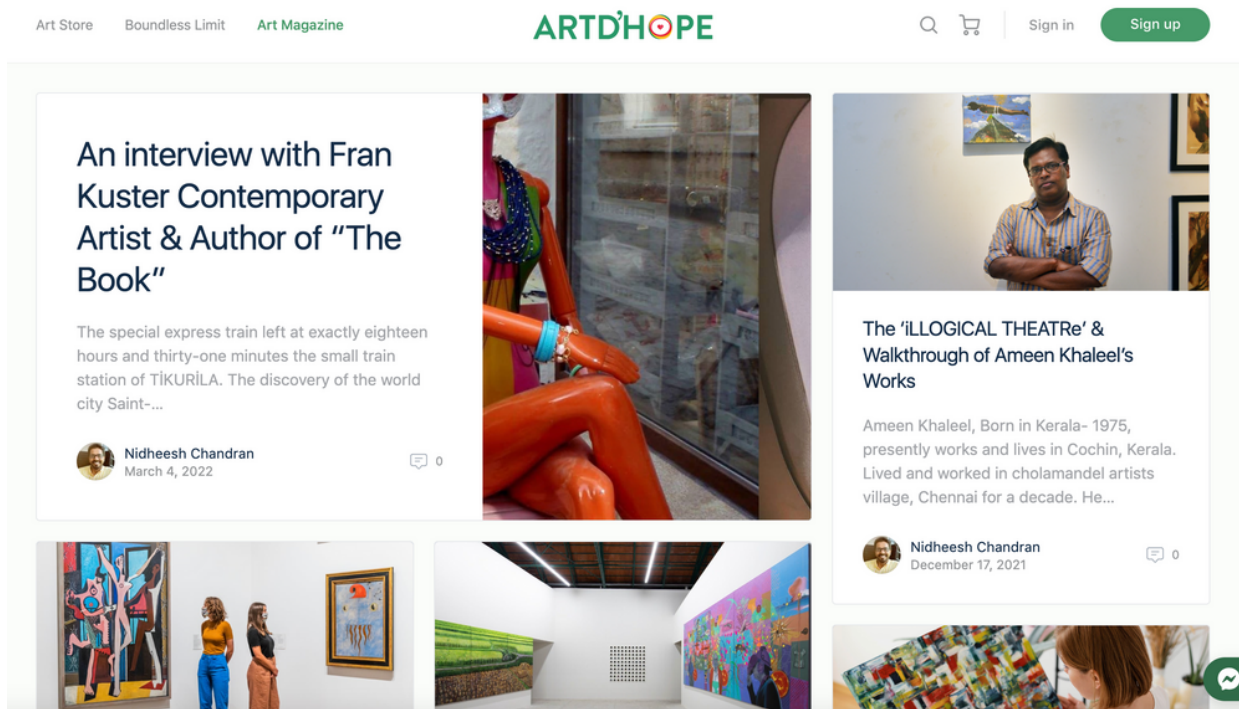 Art Store
Boundless Limit
Art Magazine
ARTD'HOPE
Sign in
Sign up
An interview with Fran
Kuster Contemporary
Artist & Author of “The
Book”
The special express train left at exactly eighteen
hours and thirty-one minutes the small train
station of TİKURİLA. The discovery of the world
city Saint-...
Nidheesh Chandran
March 4, 2022
0
The ‘iLLOGICAL THEATRe’ &
Walkthrough of Ameen Khaleel’s
Works
Ameen Khaleel, Born in Kerala- 1975,
presently works and lives in Cochin, Kerala.
Lived and worked in cholamandel artists
village, Chennai for a decade. He...
Nidheesh Chandran
December 17, 2021
0